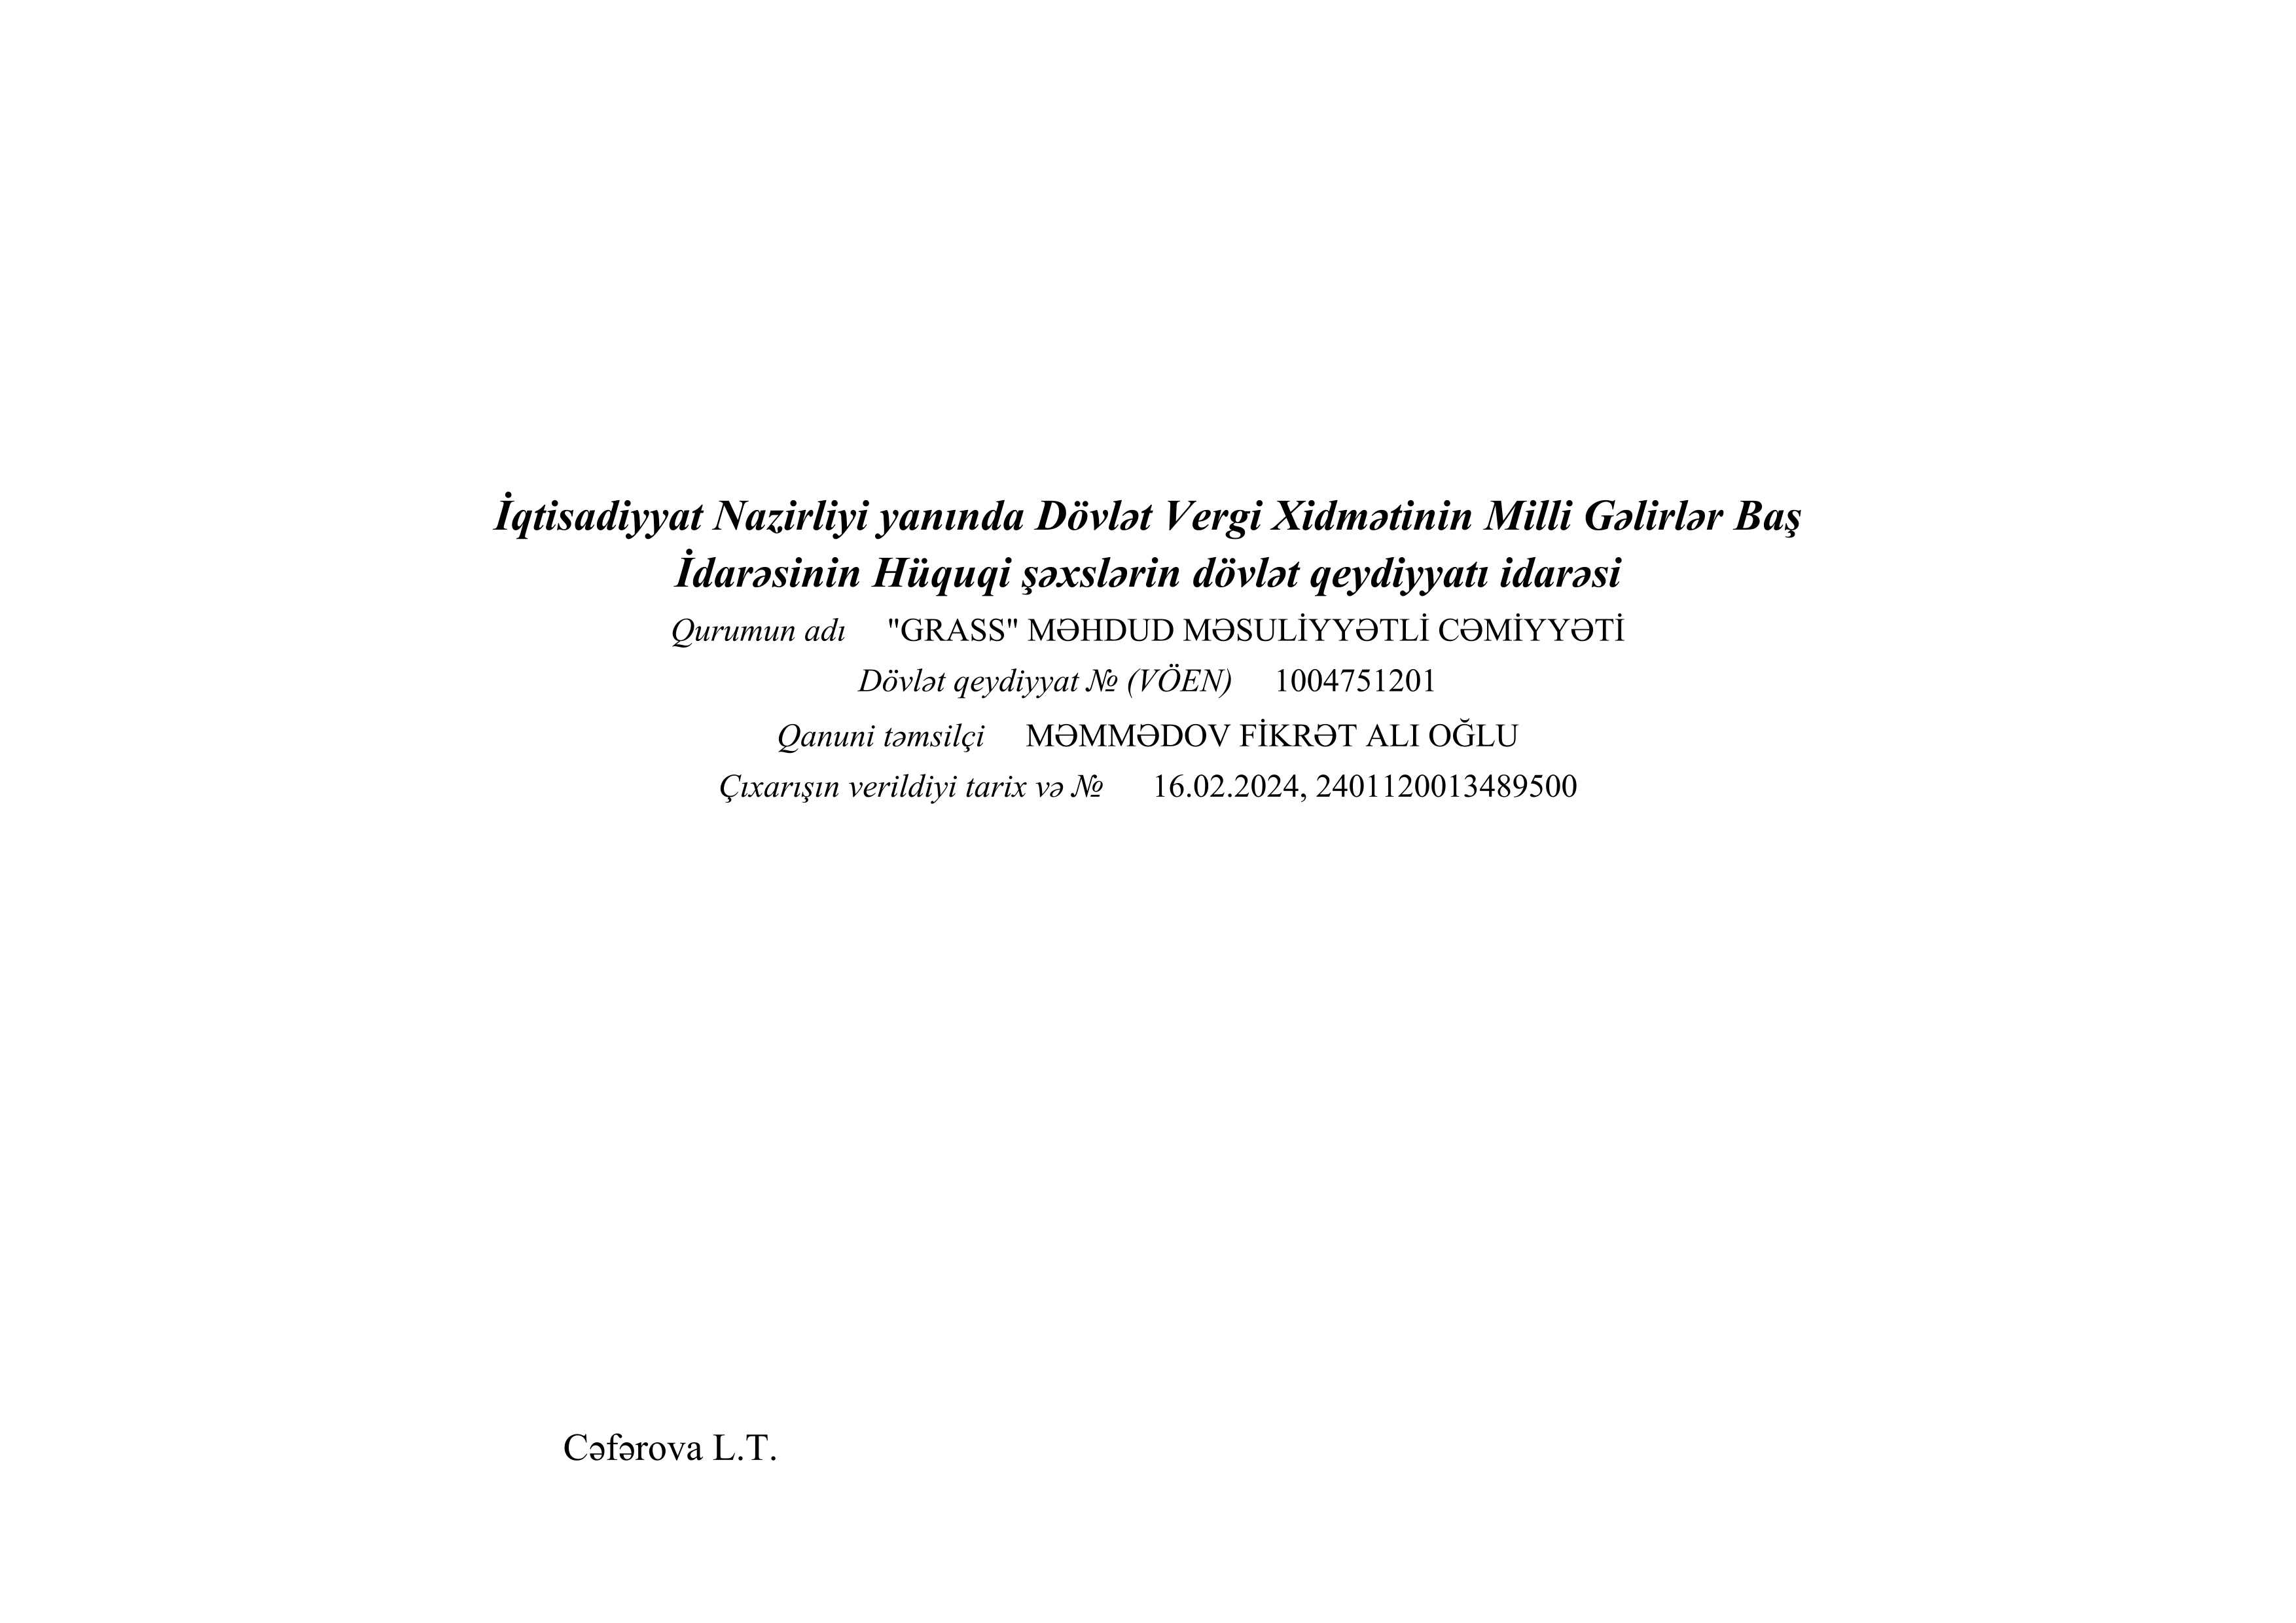 İqtisadiyyat Nazirliyi yanında Dövlət Vergi Xidmətinin Milli Gəlirlər Baş
İdarəsinin Hüquqi şəxslərin dövlət qeydiyyatı idarəsi
Qurumun adı "GRASS" MƏHDUD MƏSULİYYƏTLİ CƏMİYYƏTİ
Dövlət qeydiyyat № (VÖEN) 1004751201
Qanuni təmsilçi MƏMMƏDOV FİKRƏT ALI OĞLU
Çıxarışın verildiyi tarix və № 16.02.2024, 2401120013489500
Cəfərova L.T.